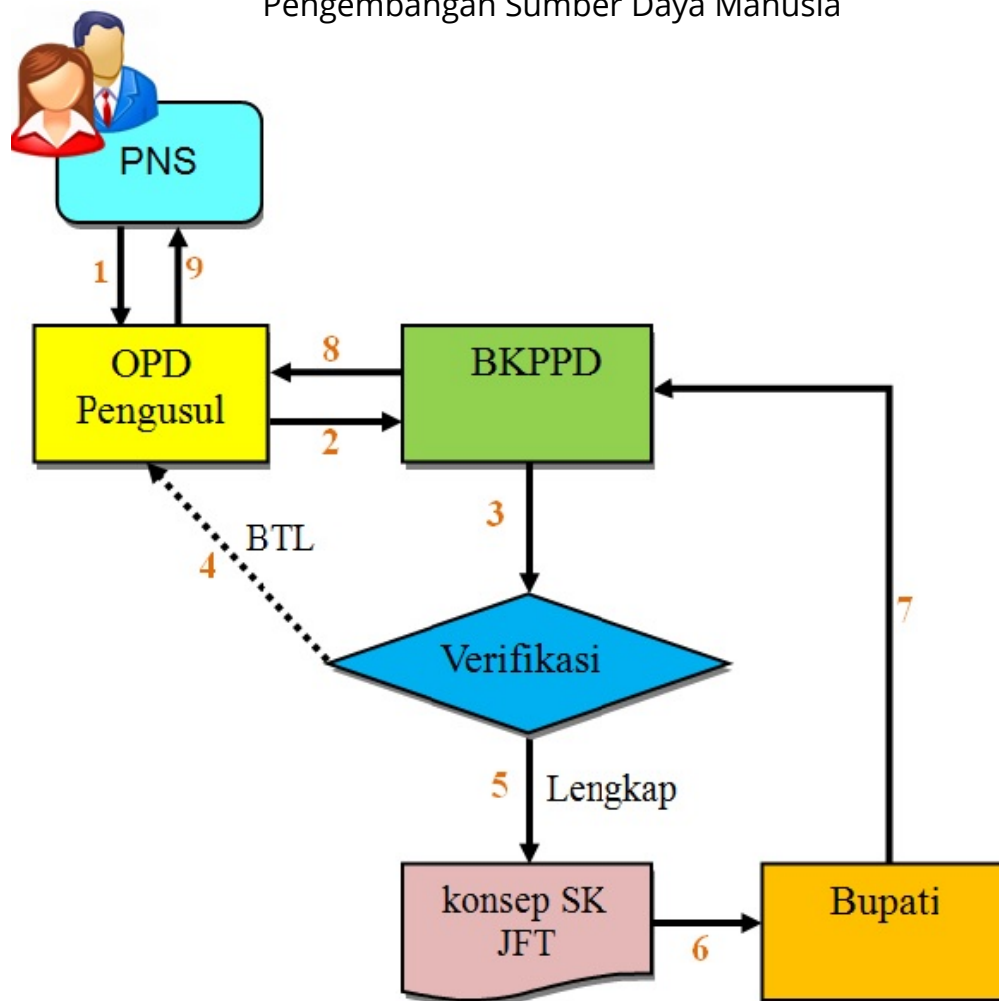 Pengembangan Sumber Daya Manusia
PNS
1
9
OPD
Pengusul
8
2
BKPPD
3
BTL
4
Verifikasi
7
5
Lengkap
konsep SK
JFT
6
Bupati